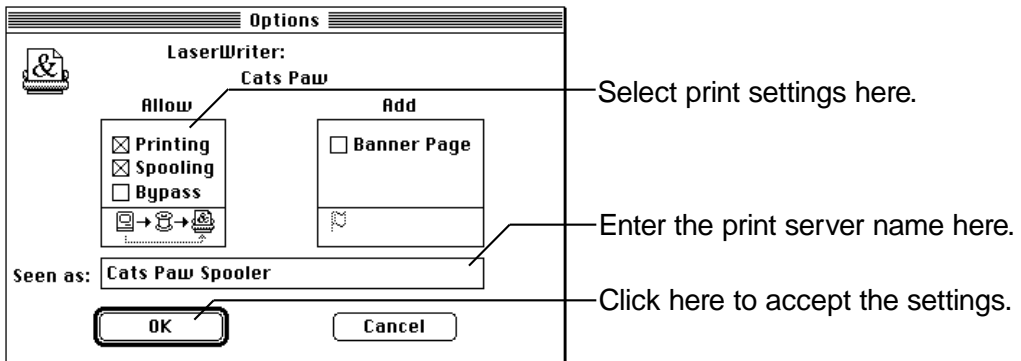 Options
LaserWriter:
Cats Paw
Allow
Add
Select print settings here.
Printing
Spooling
Bypass
Banner Page
Enter the print server name here.
Seen as: Cats Paw Spooler
Click here to accept the settings.
OK
Cancel